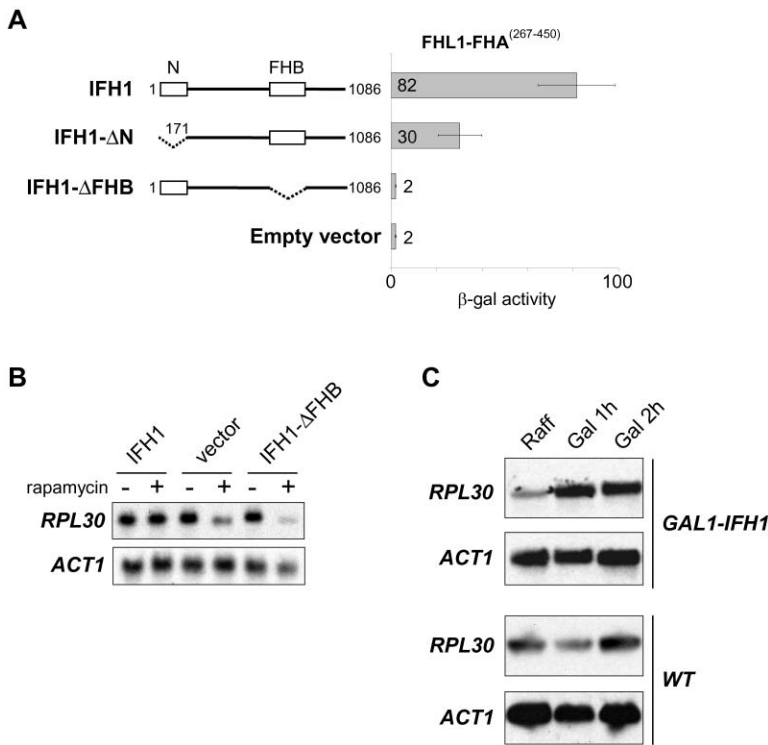 A
FHL1-FHA(267-450)
N FHB
IFH1 1 1086 82
IFH1-ΔN 171 1086 30
IFH1-ΔFHB 1 1086 2
Empty vector 2
0 100
β-gal activity
B
IFH1 vector IFH1-ΔFHB
rapamycin - + - + - +
RPL30
ACT1
C
Raff Gal 1h Gal 2h
RPL30
GAL1-IFH1
ACT1
RPL30
WT
ACT1